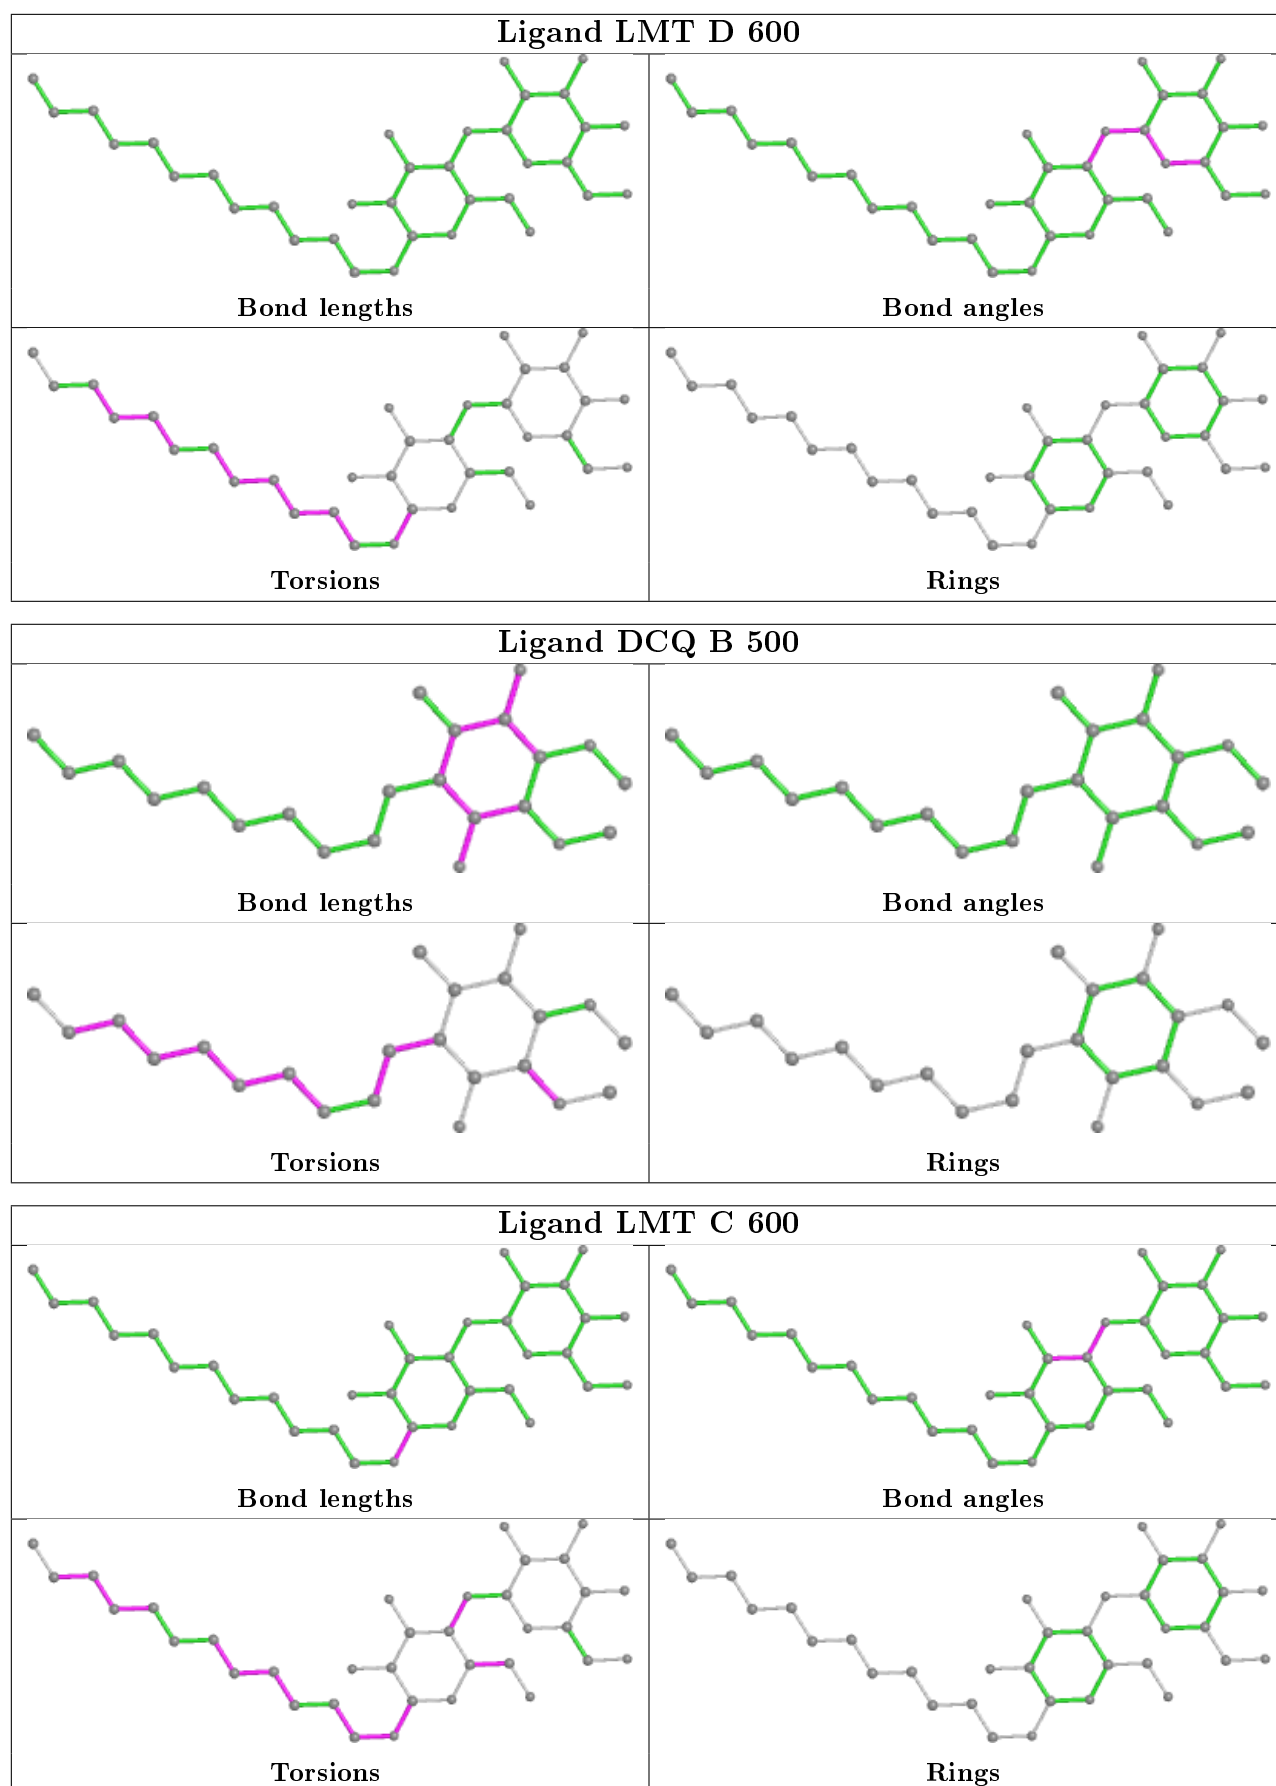 Ligand LMT D 600
Bond lengths
Bond angles
Torsions
Rings
Ligand DCQ B 500
Bond lengths
Bond angles
Torsions
Rings
Ligand LMT C 600
Bond lengths
Bond angles
Torsions
Rings